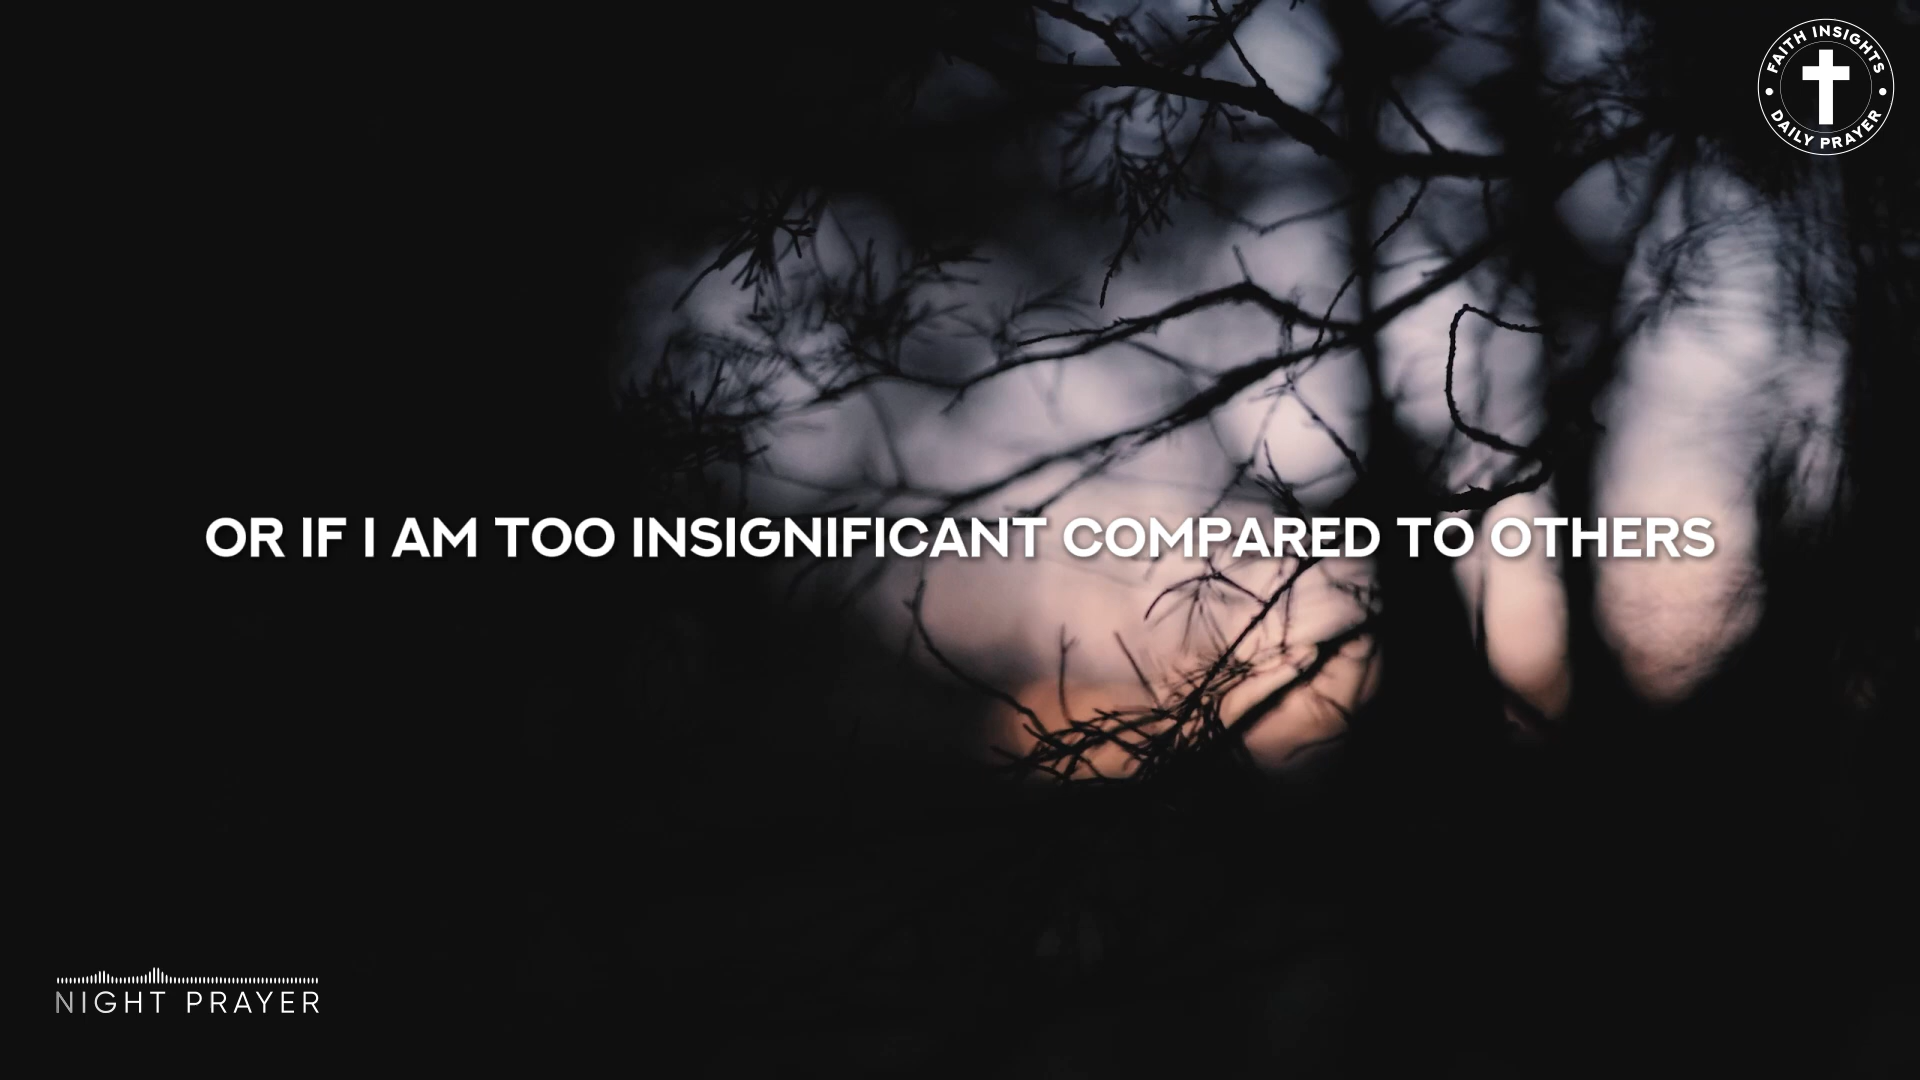 FAITH INSIGHTS
DAILY PRAYER
OR IF I AM TOO INSIGNIFICANT COMPARED TO OTHERS
NIGHT PRAYER